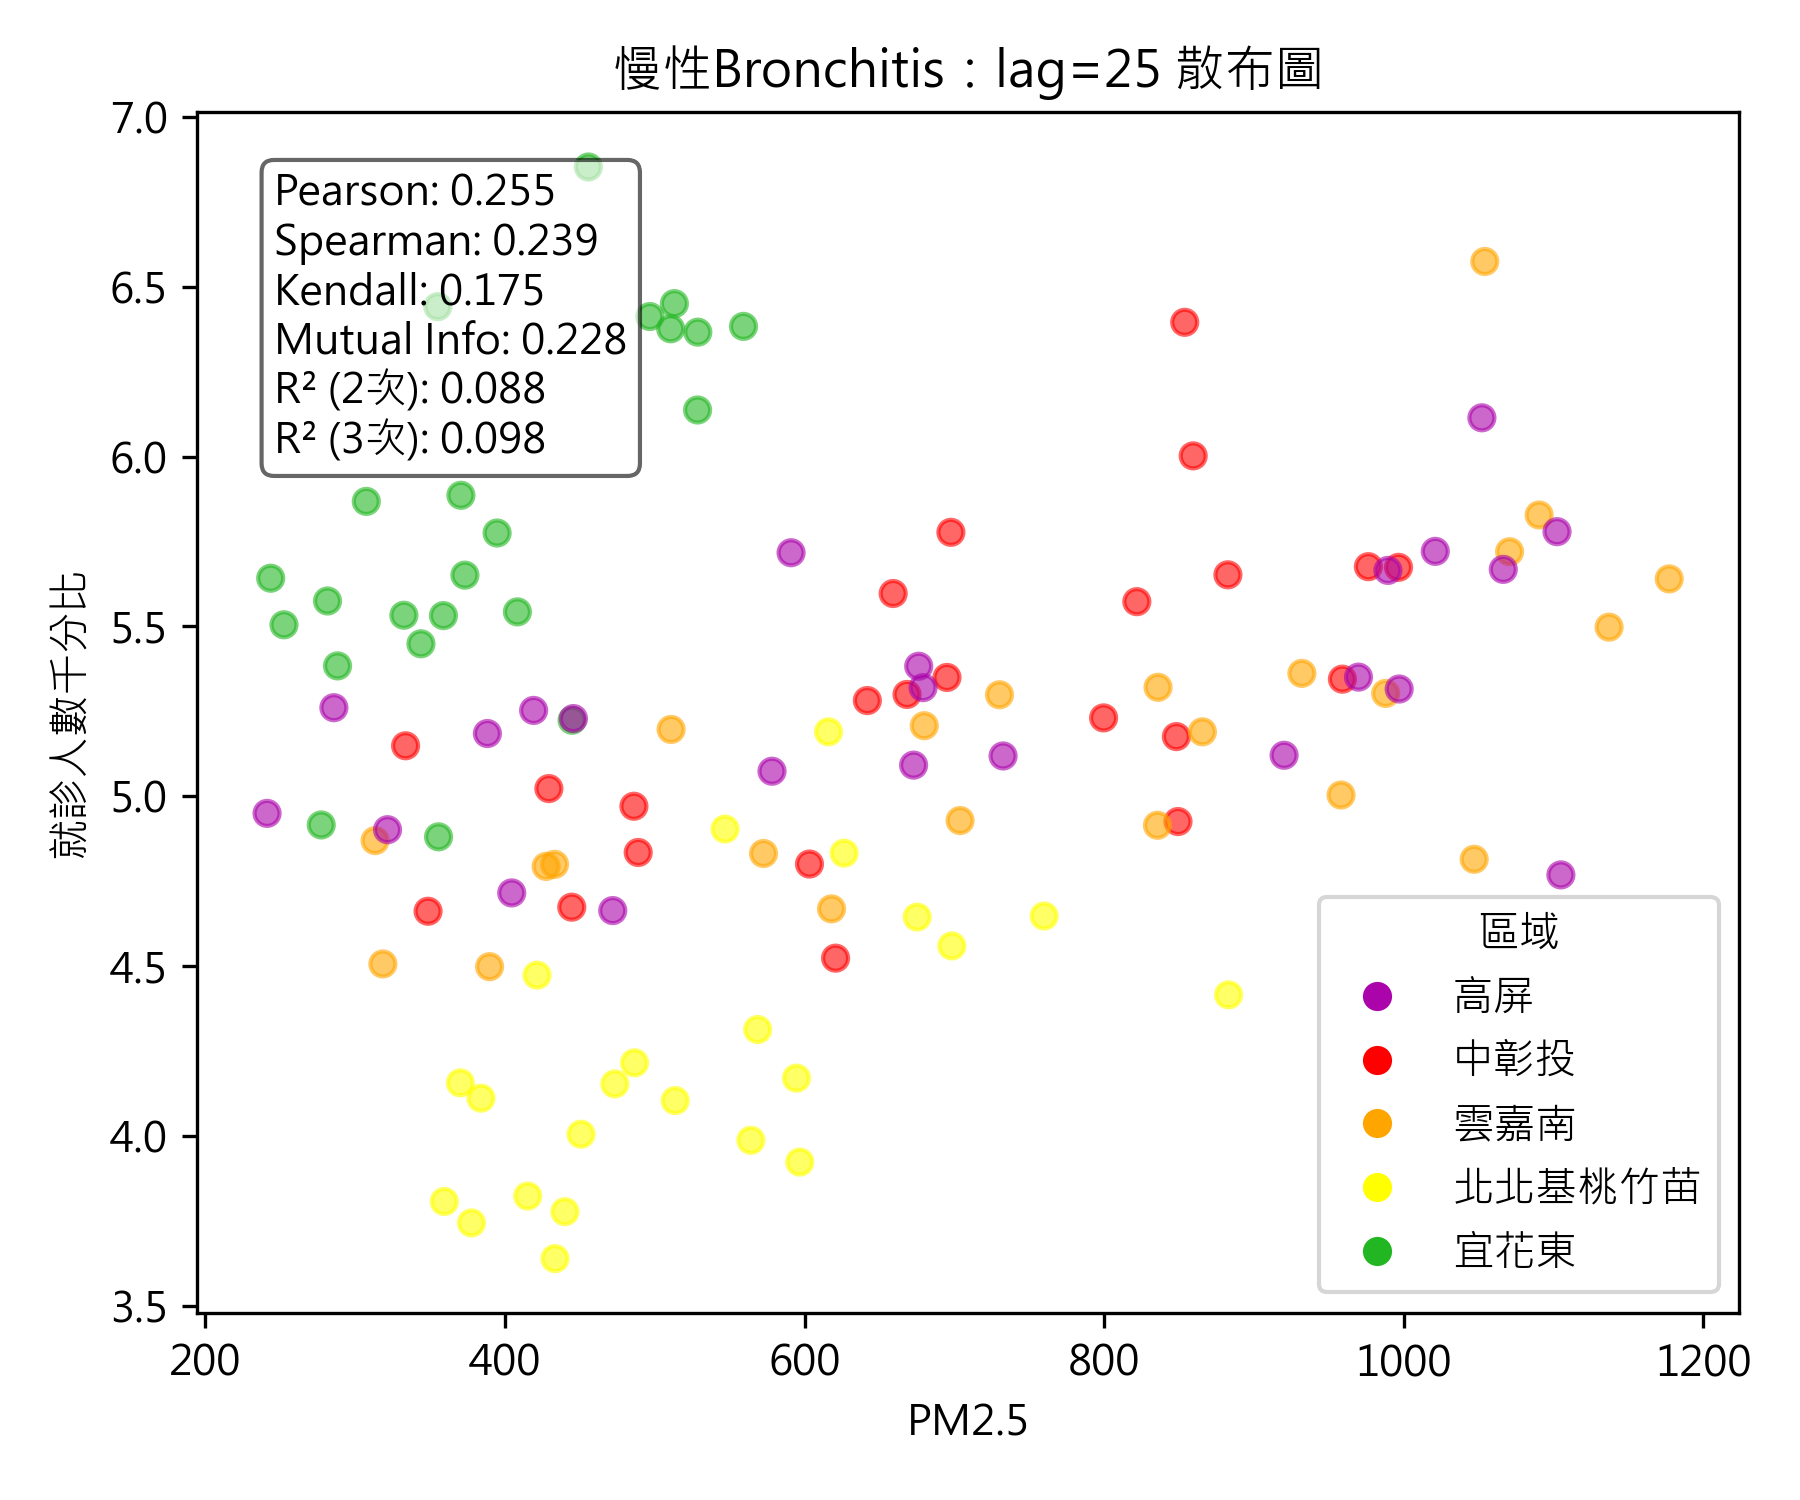 慢性Bronchitis：lag=25 散布圖
7.0
6.5
6.0
5.5
5.0
4.5
4.0
3.5
就診人數千分比
Pearson: 0.255
Spearman: 0.239
Kendall: 0.175
Mutual Info: 0.228
R² (2次): 0.088
R² (3次): 0.098
區域
高屏
中彰投
雲嘉南
北北基桃竹苗
宜花東
200 400 600 800 1000 1200
PM2.5